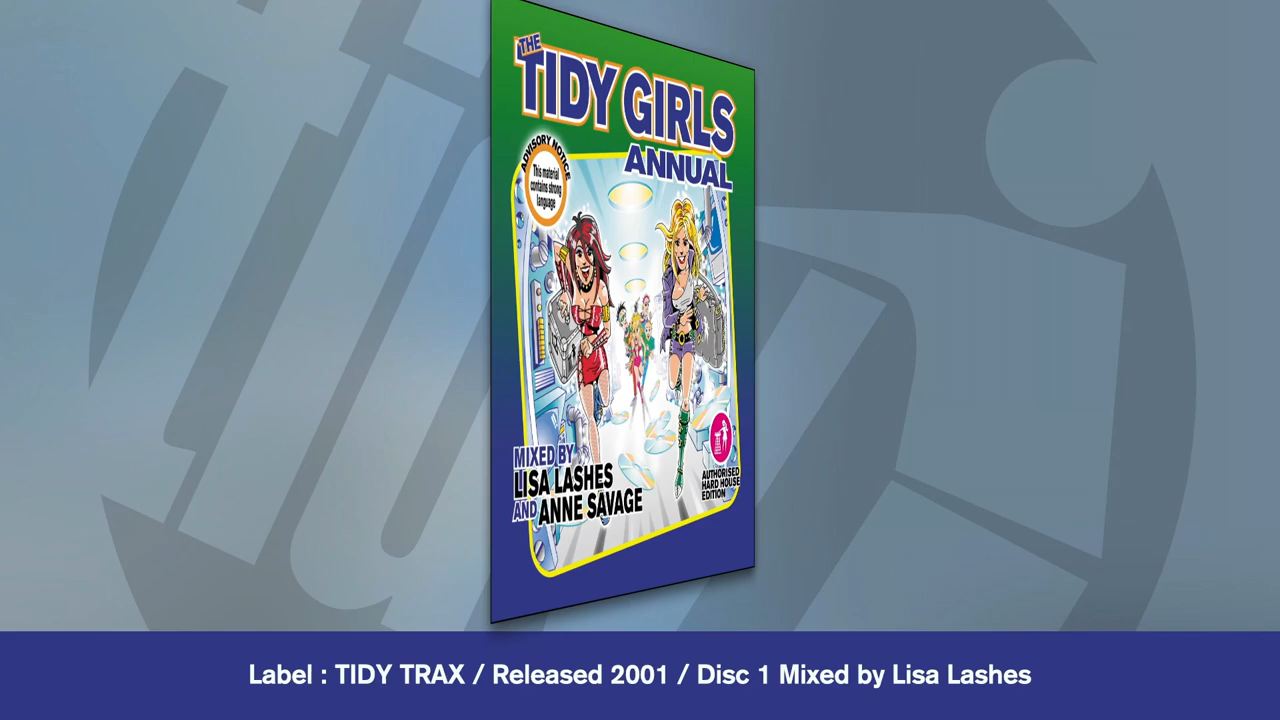 THE
TIDY GIRLS
ANNUAL
ADVISORY NOTICE
This material
contains strong
language
MIXED BY
LISA LASHES
AND ANNE SAVAGE
AUTHORISED
HARD HOUSE
EDITION
tidy
Label : TIDY TRAX / Released 2001 / Disc 1 Mixed by Lisa Lashes